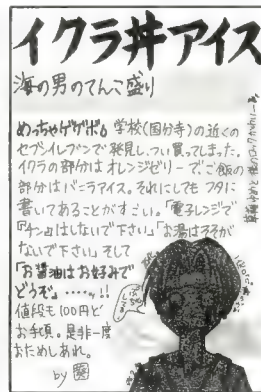 イクラ丼アイス
海の男のてんこ盛り
めっちゃゲゲボ。学校(国分寺)の近くの
セブンイレブンで発見し、つい買ってしまった。
イクラの部分はオレンジゼリーで、ご飯の
部分はバニラアイス。それにしてもフタに
書いてあることがすごい。「電子レンジで
『チン』はしないで下さい」「お湯はそそが
ないで下さい」そして
「お醤油はお好みで
どうぞ」……!!
値段も100円と
お手頃。是非一度
おためしあれ。
by